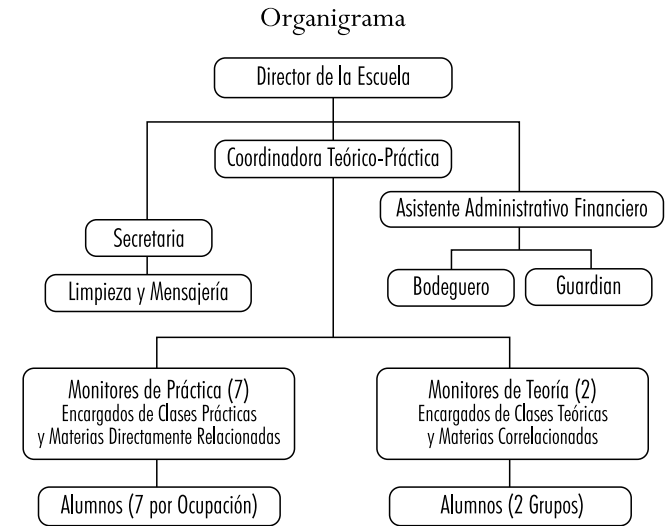 Organigrama
Director de la Escuela
Coordinadora Teórico-Práctica
Asistente Administrativo Financiero
Secretaria
Limpieza y Mensajería
Bodeguero
Guardian
Monitores de Práctica (7)
Encargados de Clases Prácticas
y Materias Directamente Relacionadas
Monitores de Teoría (2)
Encargados de Clases Teóricas
y Materias Correlacionadas
Alumnos (7 por Ocupación)
Alumnos (2 Grupos)